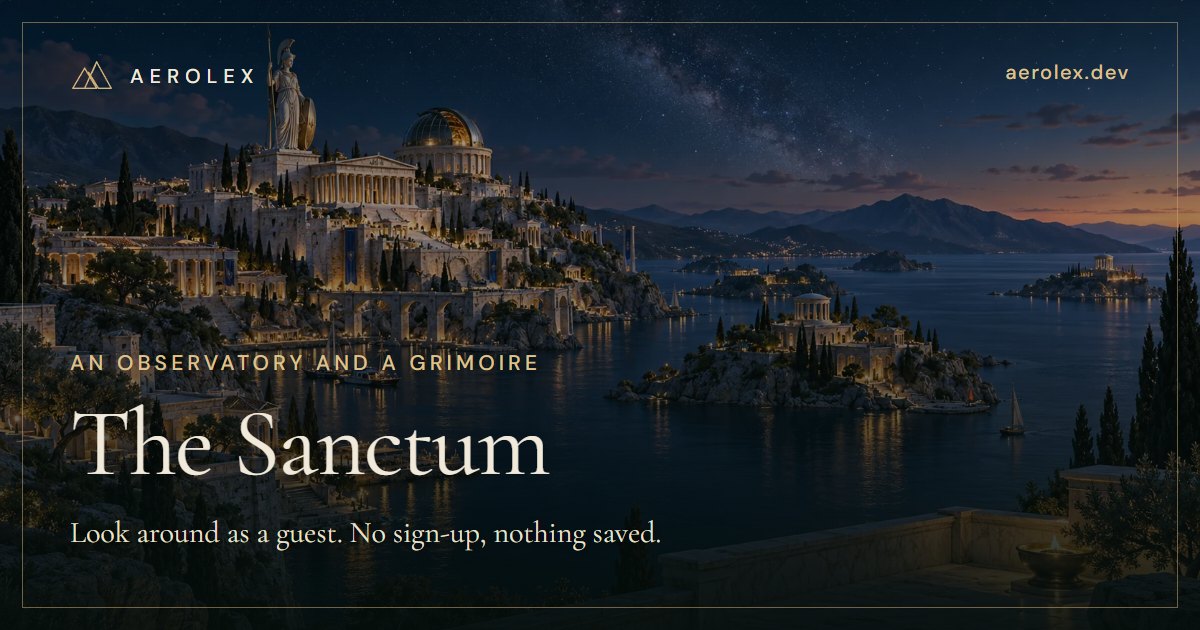 AEROLEX
aerolex.dev
AN OBSERVATORY AND A GRIMOIRE
The Sanctum
Look around as a guest. No sign-up, nothing saved.